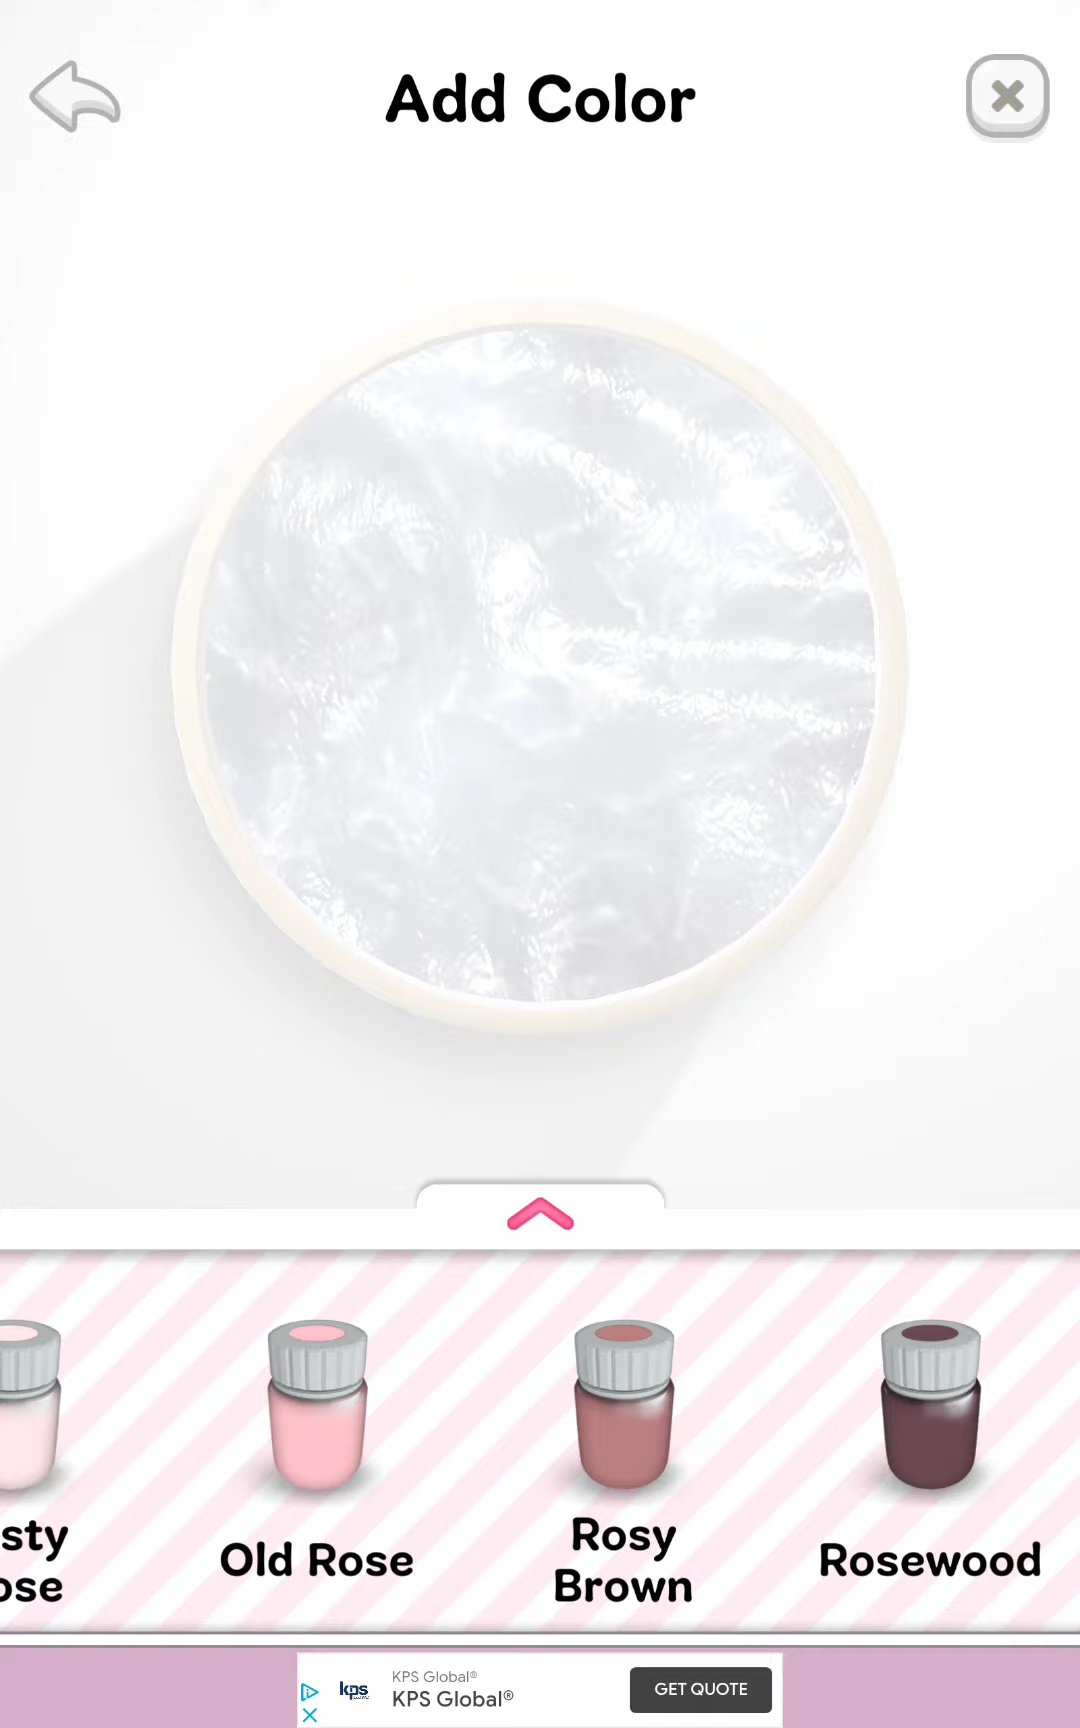 Add Color
sty
ose
Old Rose
Rosy
Brown
Rosewood
kps
KPS Global®
KPS Global®
GET QUOTE